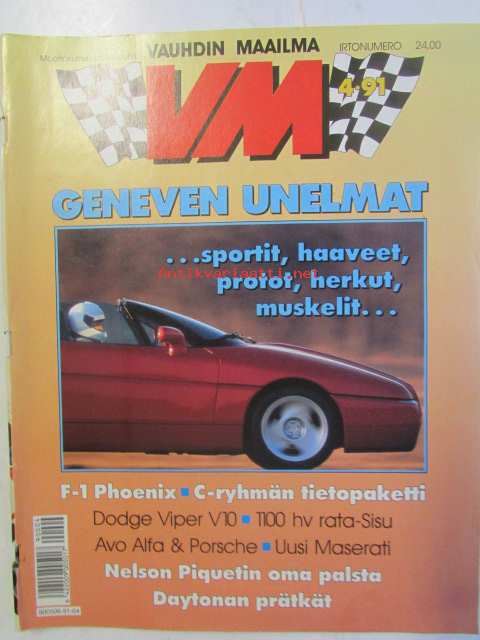 VAUHDIN MAAILMA
IRTONUMERO 24,00
VM
4·91
GENEVEN UNELMAT
...sportit, haaveet,
protot, herkut,
muskelit...
antikvariaatti.net
F-1 Phoenix ▪ C-ryhmän tietopaketti
Dodge Viper V10 ▪ 1100 hv rata-Sisu
Avo Alfa & Porsche ▪ Uusi Maserati
Nelson Piquetin oma palsta
Daytonan prätkät